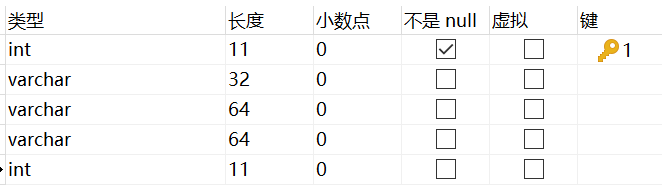 类型 长度 小数点 不是 null 虚拟 键
int 11 0 1
varchar 32 0
varchar 64 0
varchar 64 0
int 11 0